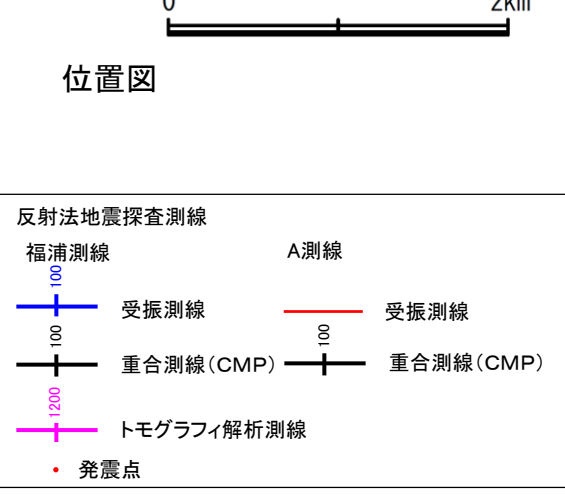 0 2km
位置図
反射法地震探査測線
福浦測線 A測線
100
受振測線 受振測線
100 100
重合測線(CMP) 重合測線(CMP)
1200
トモグラフィ解析測線
発震点